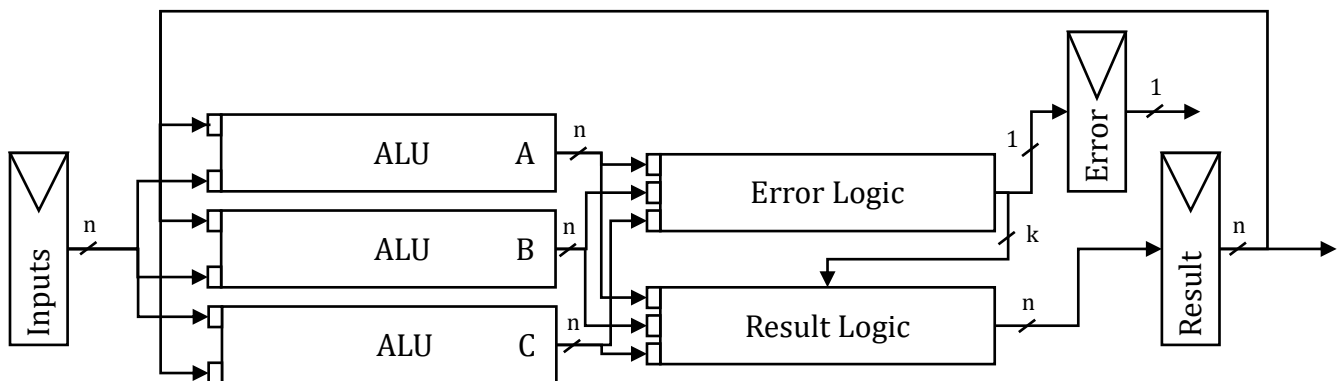 1
n
ALU A
1
Error
n
Error Logic
Inputs
n
ALU B
n
k
Result
n
ALU C
n
Result Logic
n